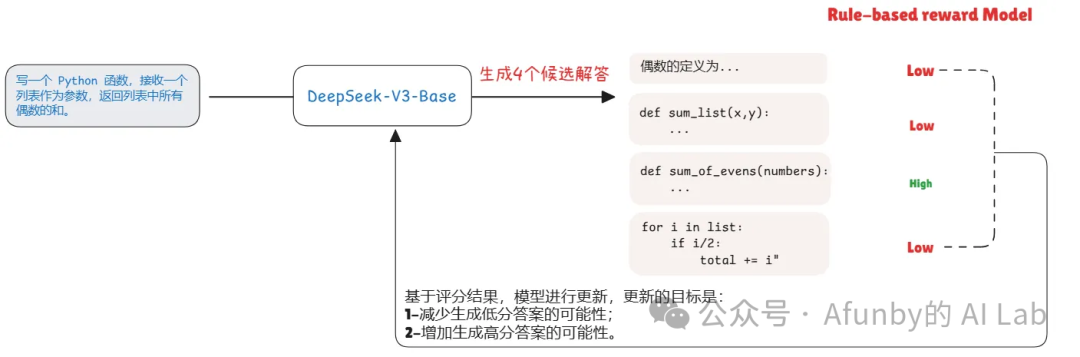 Rule-based reward Model
写一个 Python 函数，接收一个
列表作为参数，返回列表中所有
偶数的和。
DeepSeek-V3-Base
生成4个候选解答
偶数的定义为...
Low
def sum_list(x,y):
...
Low
def sum_of_evens(numbers):
...
High
for i in list:
if i/2:
total += i"
Low
基于评分结果，模型进行更新，更新的目标是：
1-减少生成低分答案的可能性；
2-增加生成高分答案的可能性。
公众号 · Afunby的 AI Lab